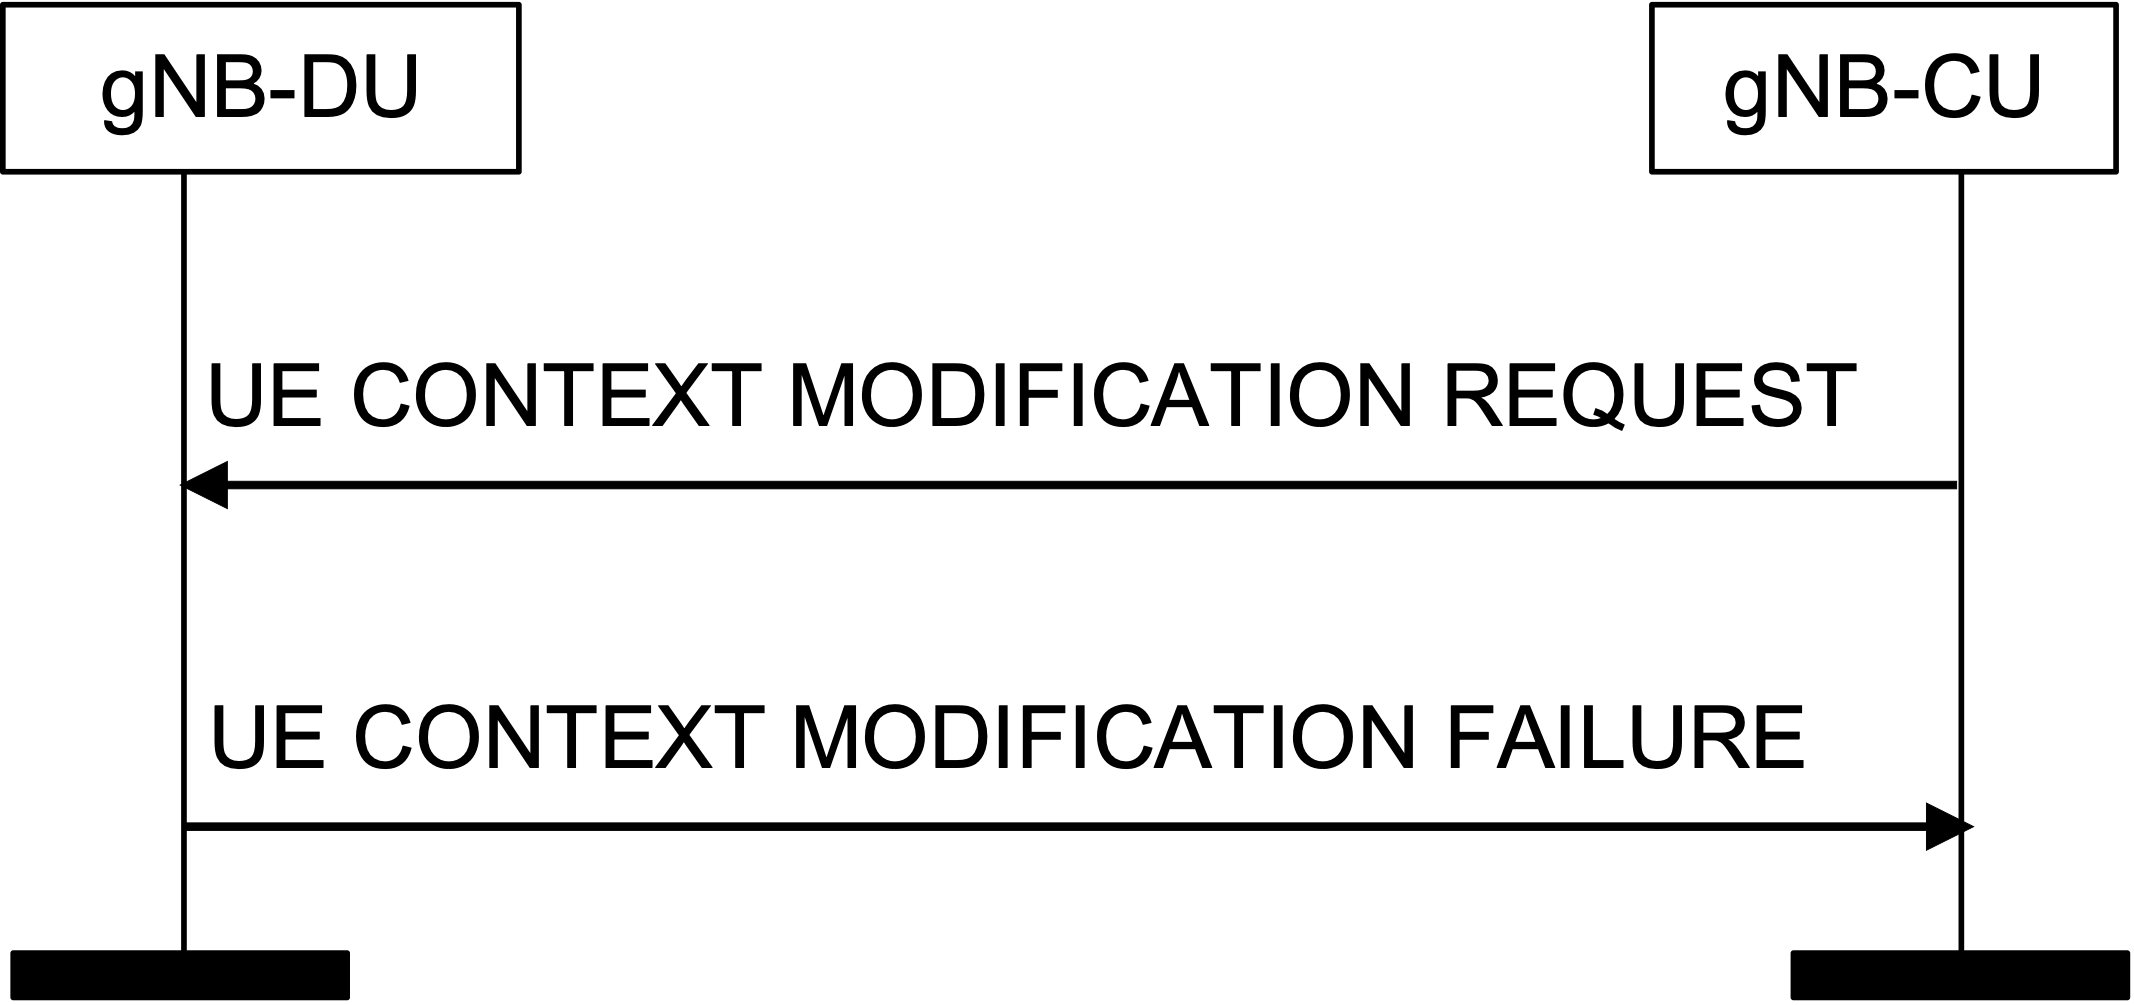 gNB-DU
gNB-CU
UE CONTEXT MODIFICATION REQUEST
UE CONTEXT MODIFICATION FAILURE